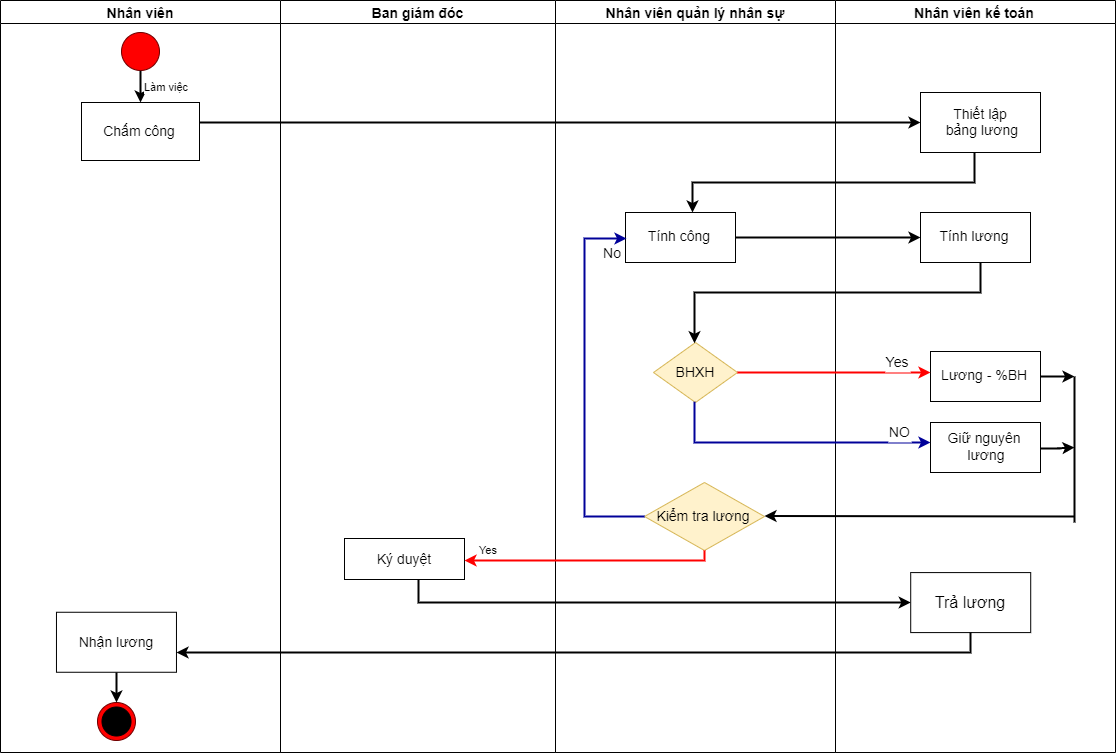 Nhân viên
Ban giám đóc
Nhân viên quản lý nhân sự
Nhân viên kế toán
Làm việc
Chấm công
Thiết lập
bảng lương
Tính công
Tính lương
No
BHXH
Yes
Lương - %BH
NO
Giữ nguyên
lương
Kiểm tra lương
Yes
Ký duyệt
Trả lương
Nhận lương